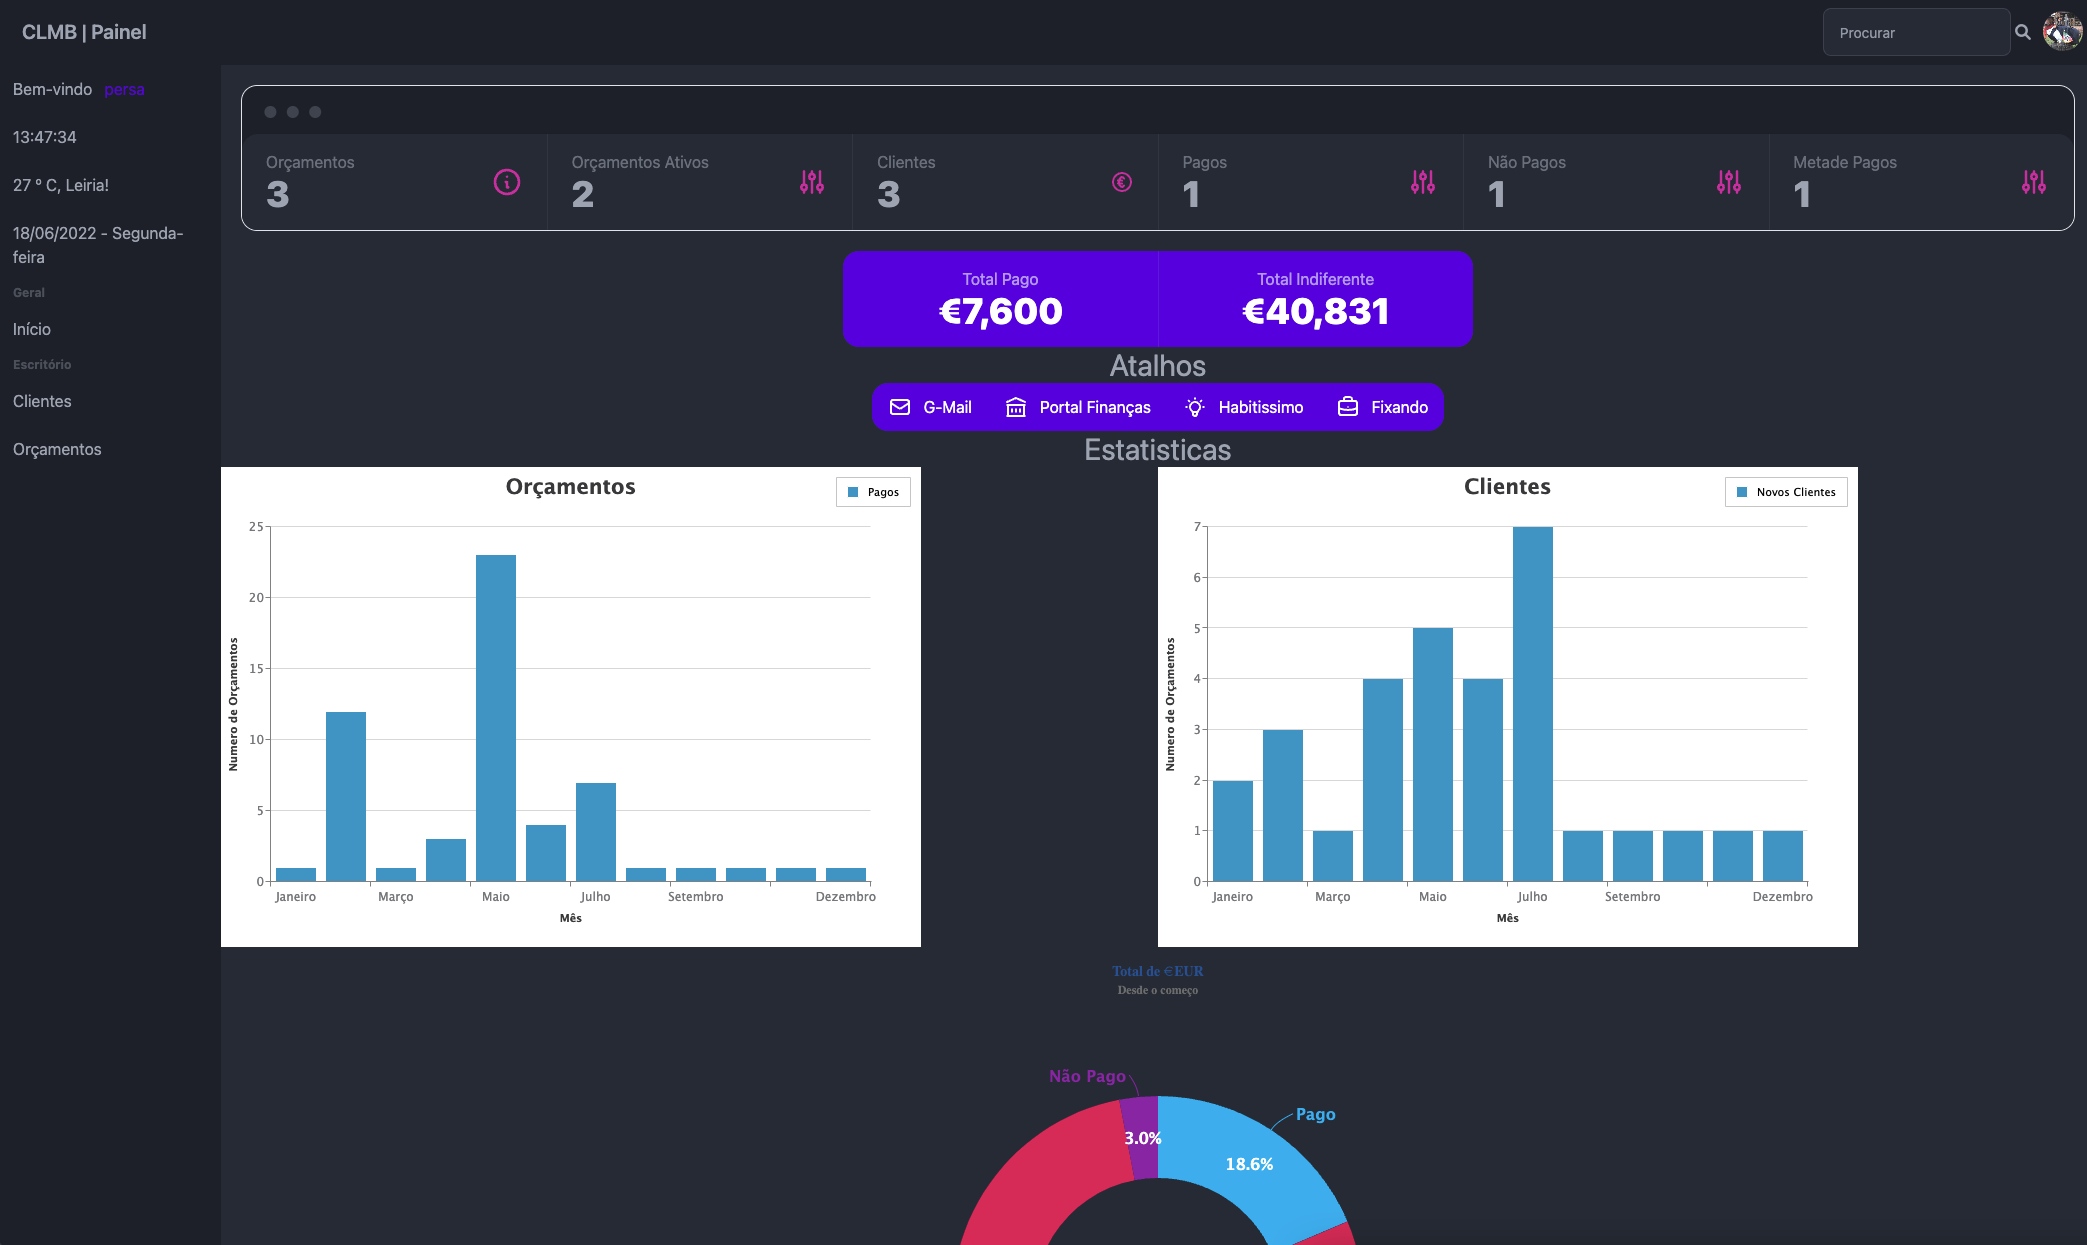 CLMB | Painel
Procurar
Bem-vindo persa
13:47:34
27 º C, Leiria!
18/06/2022 - Segunda-
feira
Geral
Início
Escritório
Clientes
Orçamentos
Orçamentos
3
Orçamentos Ativos
2
Clientes
3
Pagos
1
Não Pagos
1
Metade Pagos
1
Total Pago
€7,600
Total Indiferente
€40,831
Atalhos
G-Mail
Portal Finanças
Habitissimo
Fixando
Estatisticas
Orçamentos
Pagos
25
20
15
10
5
0
Numero de Orçamentos
Janeiro
Março
Maio
Julho
Setembro
Dezembro
Mês
Clientes
Novos Clientes
7
6
5
4
3
2
1
0
Numero de Orçamentos
Janeiro
Março
Maio
Julho
Setembro
Dezembro
Mês
Total de €EUR
Desde o começo
Não Pago
Pago
3.0%
18.6%